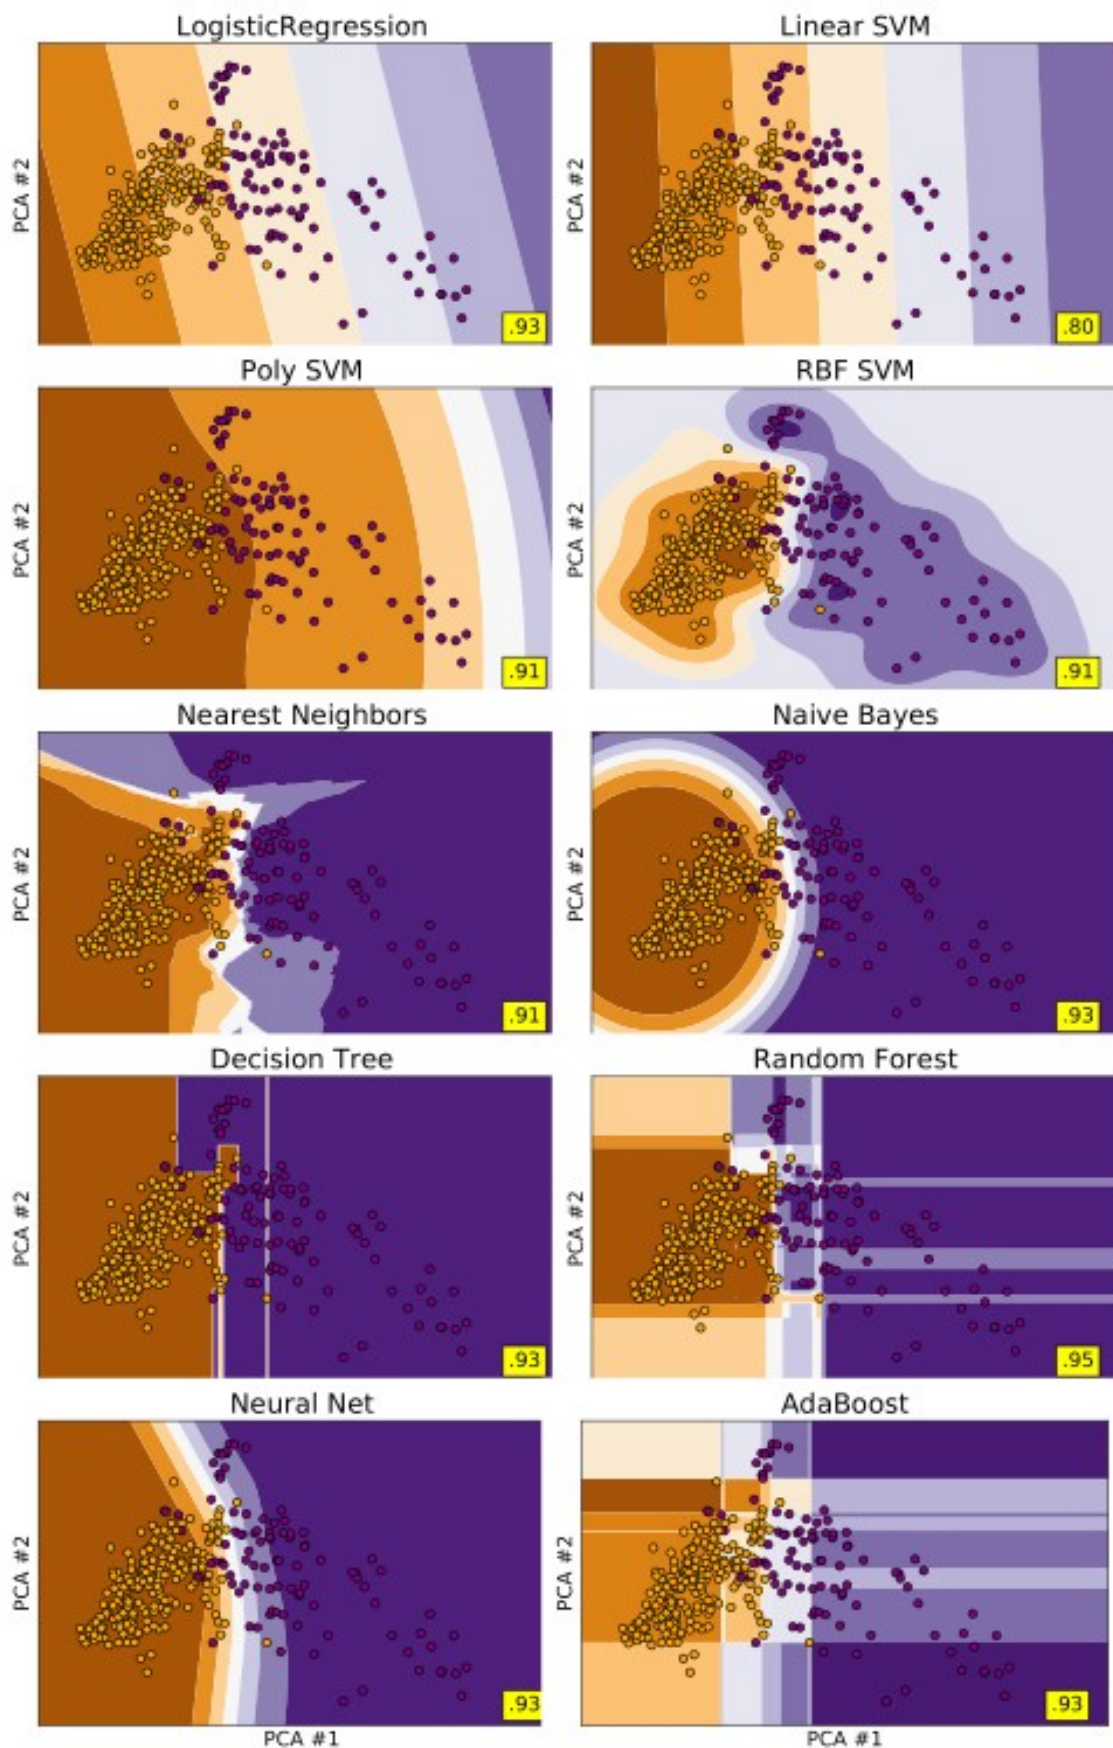 LogisticRegression
Linear SVM
PCA #2
.93
PCA #2
.80
Poly SVM
RBF SVM
PCA #2
.91
PCA #2
.91
Nearest Neighbors
Naive Bayes
PCA #2
.91
PCA #2
.93
Decision Tree
Random Forest
PCA #2
.93
PCA #2
.95
Neural Net
AdaBoost
PCA #2
.93
PCA #2
.93
PCA #1
PCA #1